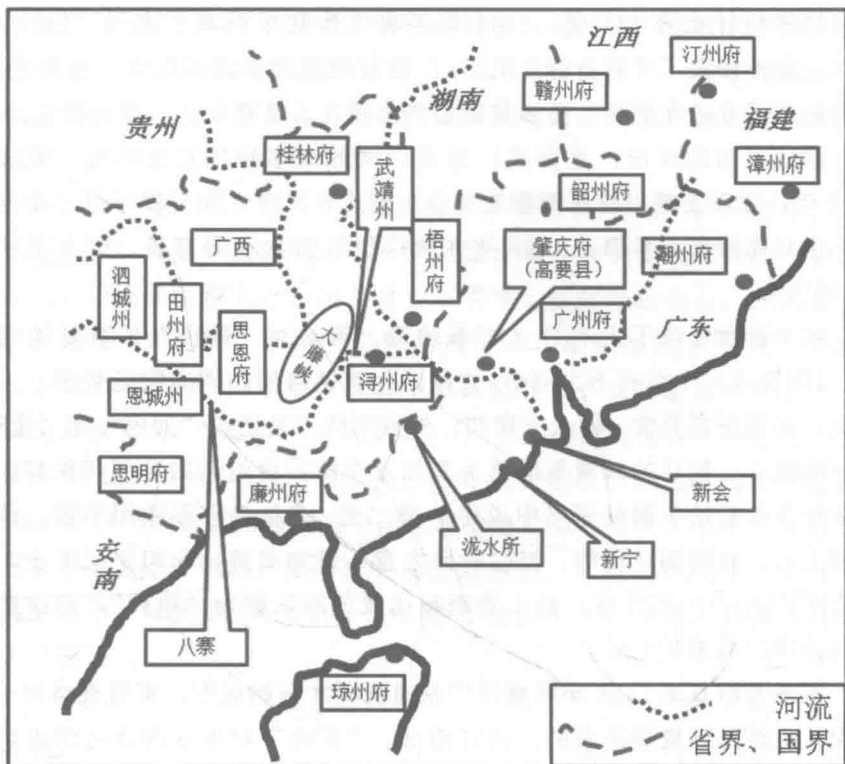 江西
汀州府
湖南
赣州府
贵州
福建
桂林府
武靖州
漳州府
韶州府
广西
梧州府
肇庆府
（高要县）
潮州府
泗城州
田州府
思恩府
大藤峡
广州府
广东
浔州府
恩城州
思明府
廉州府
新会
泷水所
新宁
安南
八寨
琼州府
河流
省界、国界